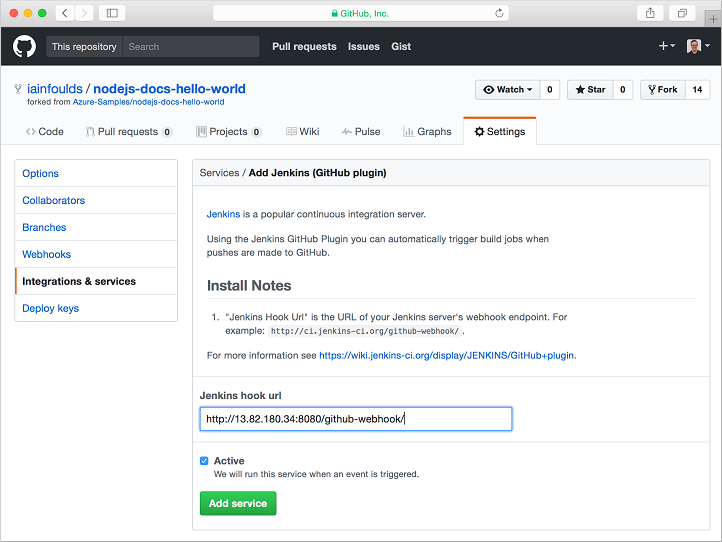 GitHub, Inc.
This repository Search Pull requests Issues Gist
iainfoulds / nodejs-docs-hello-world
forked from Azure-Samples/nodejs-docs-hello-world
Watch 0 Star 0 Fork 14
Code Pull requests 0 Projects 0 Wiki Pulse Graphs Settings
Options
Collaborators
Branches
Webhooks
Integrations & services
Deploy keys
Services / Add Jenkins (GitHub plugin)
Jenkins is a popular continuous integration server.
Using the Jenkins GitHub Plugin you can automatically trigger build jobs when
pushes are made to GitHub.
Install Notes
1. "Jenkins Hook Url" is the URL of your Jenkins server's webhook endpoint. For
example: http://ci.jenkins-ci.org/github-webhook/ .
For more information see https://wiki.jenkins-ci.org/display/JENKINS/GitHub+plugin.
Jenkins hook url
http://13.82.180.34:8080/github-webhook/
Active
We will run this service when an event is triggered.
Add service